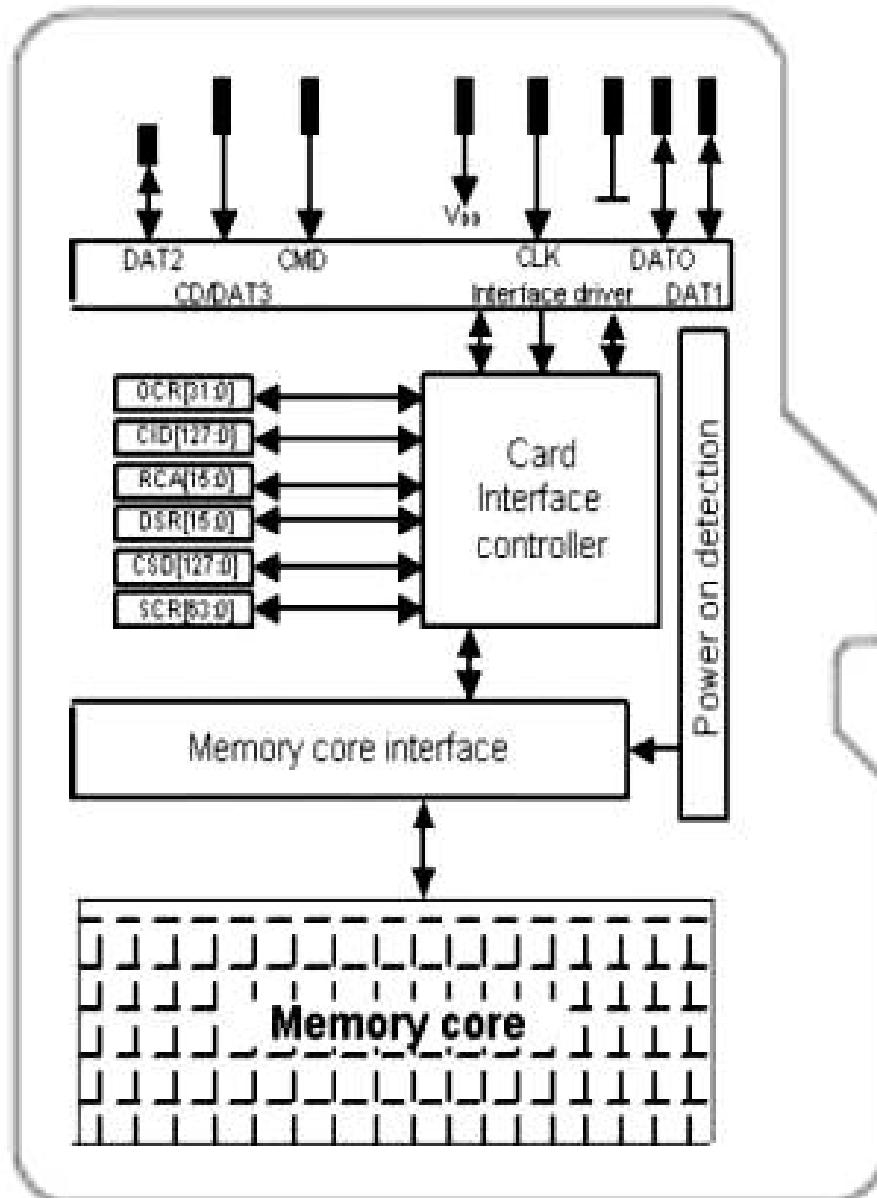 VDD
DAT2 CMD CLK DAT0
CD/DAT3 Interface driver DAT1
OCR[31:0]
CID[127:0]
RCA[15:0]
DSR[15:0]
CSD[127:0]
SCR[63:0]
Card
Interface
controller
Power on detection
Memory core interface
Memory core